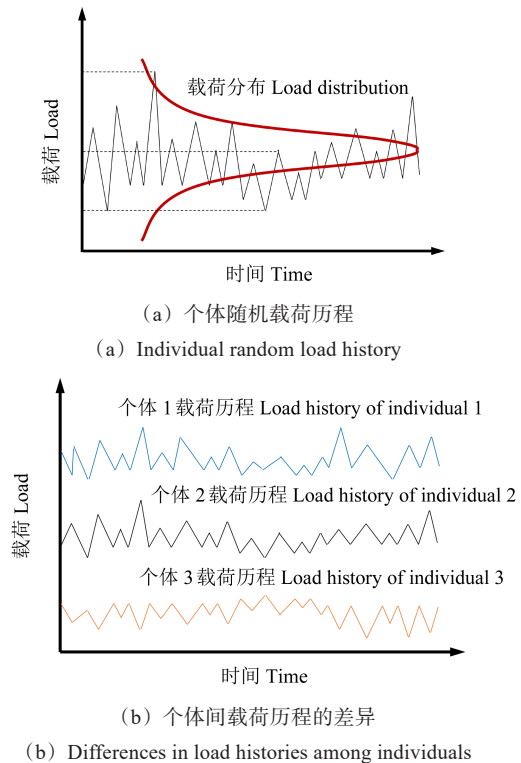 载荷分布 Load distribution
载荷 Load
时间 Time
（a）个体随机载荷历程
（a）Individual random load history
个体 1 载荷历程 Load history of individual 1
个体 2 载荷历程 Load history of individual 2
个体 3 载荷历程 Load history of individual 3
载荷 Load
时间 Time
（b）个体间载荷历程的差异
（b）Differences in load histories among individuals